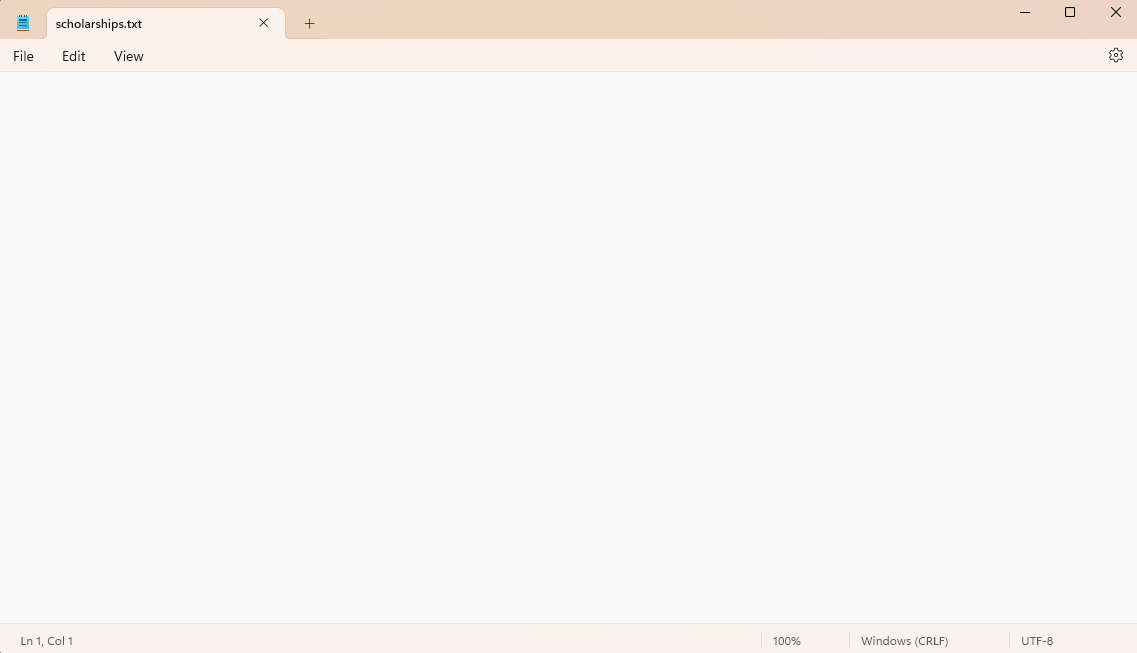 scholarships.txt
File Edit View
Ln 1, Col 1 100% Windows (CRLF) UTF-8